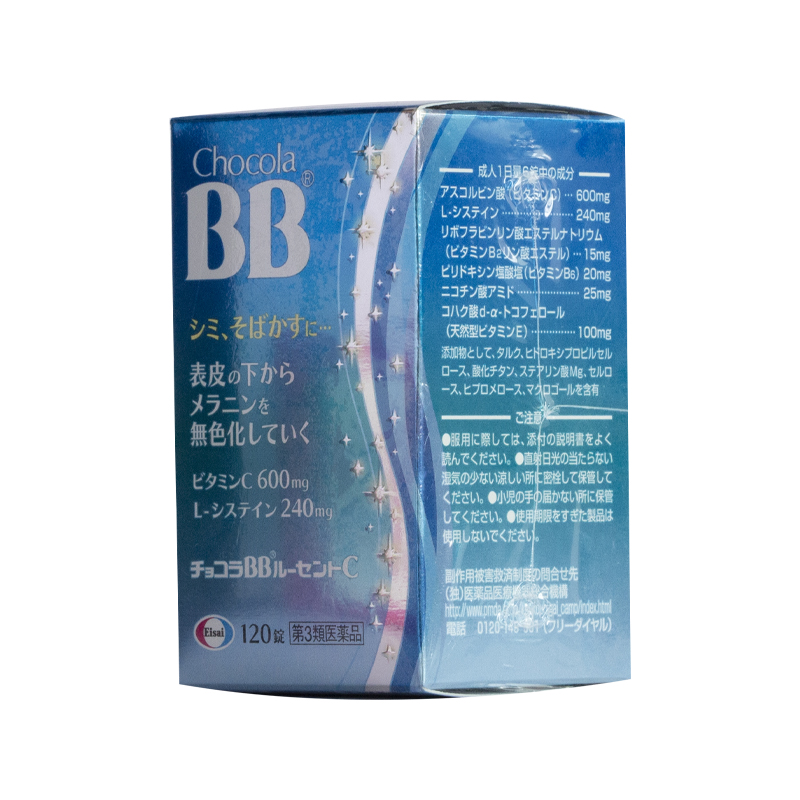 Chocola
BB®
シミ、そばかすに…
表皮の下から
メラニンを
無色化していく
ビタミンC 600mg
L-システイン 240mg
チョコラBB®ルーセントC
Eisai 120錠 第3類医薬品
成人1日量6錠中の成分
アスコルビン酸(ビタミンC)… 600mg
L-システイン………………… 240mg
リボフラビンリン酸エステルナトリウム
(ビタミンB₂リン酸エステル)… 15mg
ピリドキシン塩酸塩(ビタミンB₆) 20mg
ニコチン酸アミド……………… 25mg
コハク酸d-α-トコフェロール
(天然型ビタミンE)………… 100mg
添加物として、タルク、ヒドロキシプロピルセル
ロース、酸化チタン、ステアリン酸Mg、セルロ
ース、ヒプロメロース、マクロゴールを含有
ご注意
●服用に際しては、添付の説明書をよく
読んでください。●直射日光の当たらない
湿気の少ない涼しい所に密栓して保管して
ください。●小児の手の届かない所に保管
してください。●使用期限をすぎた製品は
使用しないでください。
副作用被害救済制度の問合せ先
(独)医薬品医療機器総合機構
電話 (フリーダイヤル)